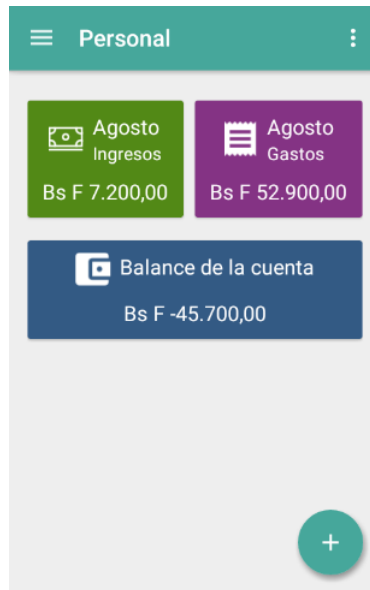 Personal
Agosto
Ingresos
Bs F 7.200,00
Agosto
Gastos
Bs F 52.900,00
Balance de la cuenta
Bs F -45.700,00